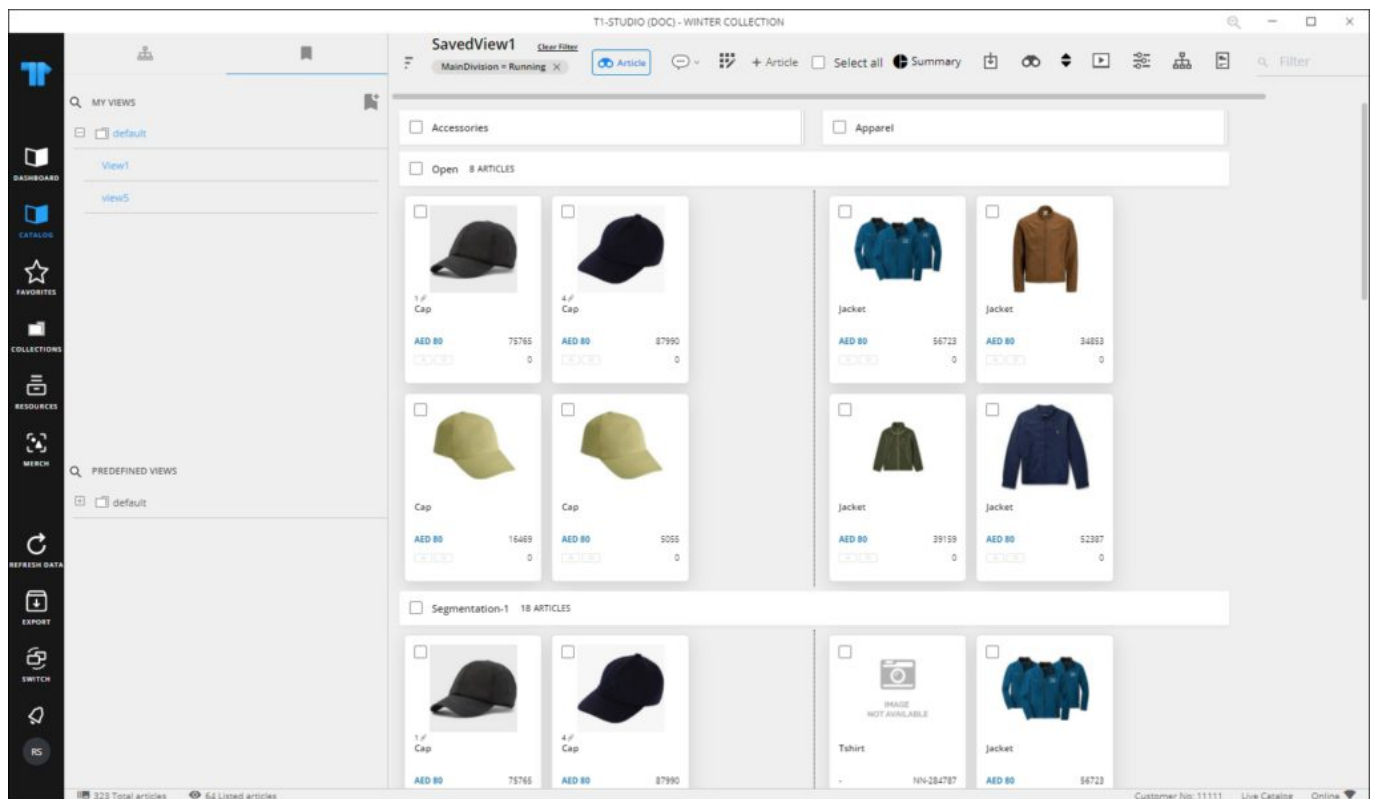 T1-STUDIO (DOC) - WINTER COLLECTION
SavedView1 Clear Filter
MainDivision = Running
Article
+ Article
Select all
Summary
Filter
DASHBOARD
CATALOG
FAVORITES
COLLECTIONS
RESOURCES
MERCH
REFRESH DATA
EXPORT
SWITCH
RS
MY VIEWS
default
View1
view5
PREDEFINED VIEWS
default
Accessories
Apparel
Open 8 ARTICLES
1
Cap
AED 80 75765
0
4
Cap
AED 80 87990
0
Jacket
AED 80 56723
0
Jacket
AED 80 34853
0
Cap
AED 80 16469
0
Cap
AED 80 5055
0
Jacket
AED 80 39159
0
Jacket
AED 80 52387
0
Segmentation-1 18 ARTICLES
1
Cap
AED 80 75765
4
Cap
AED 80 87990
IMAGE
NOT AVAILABLE
Tshirt
- NN-284787
Jacket
AED 80 56723
323 Total articles 64 Listed articles
Customer No: 11111 Live Catalog Online